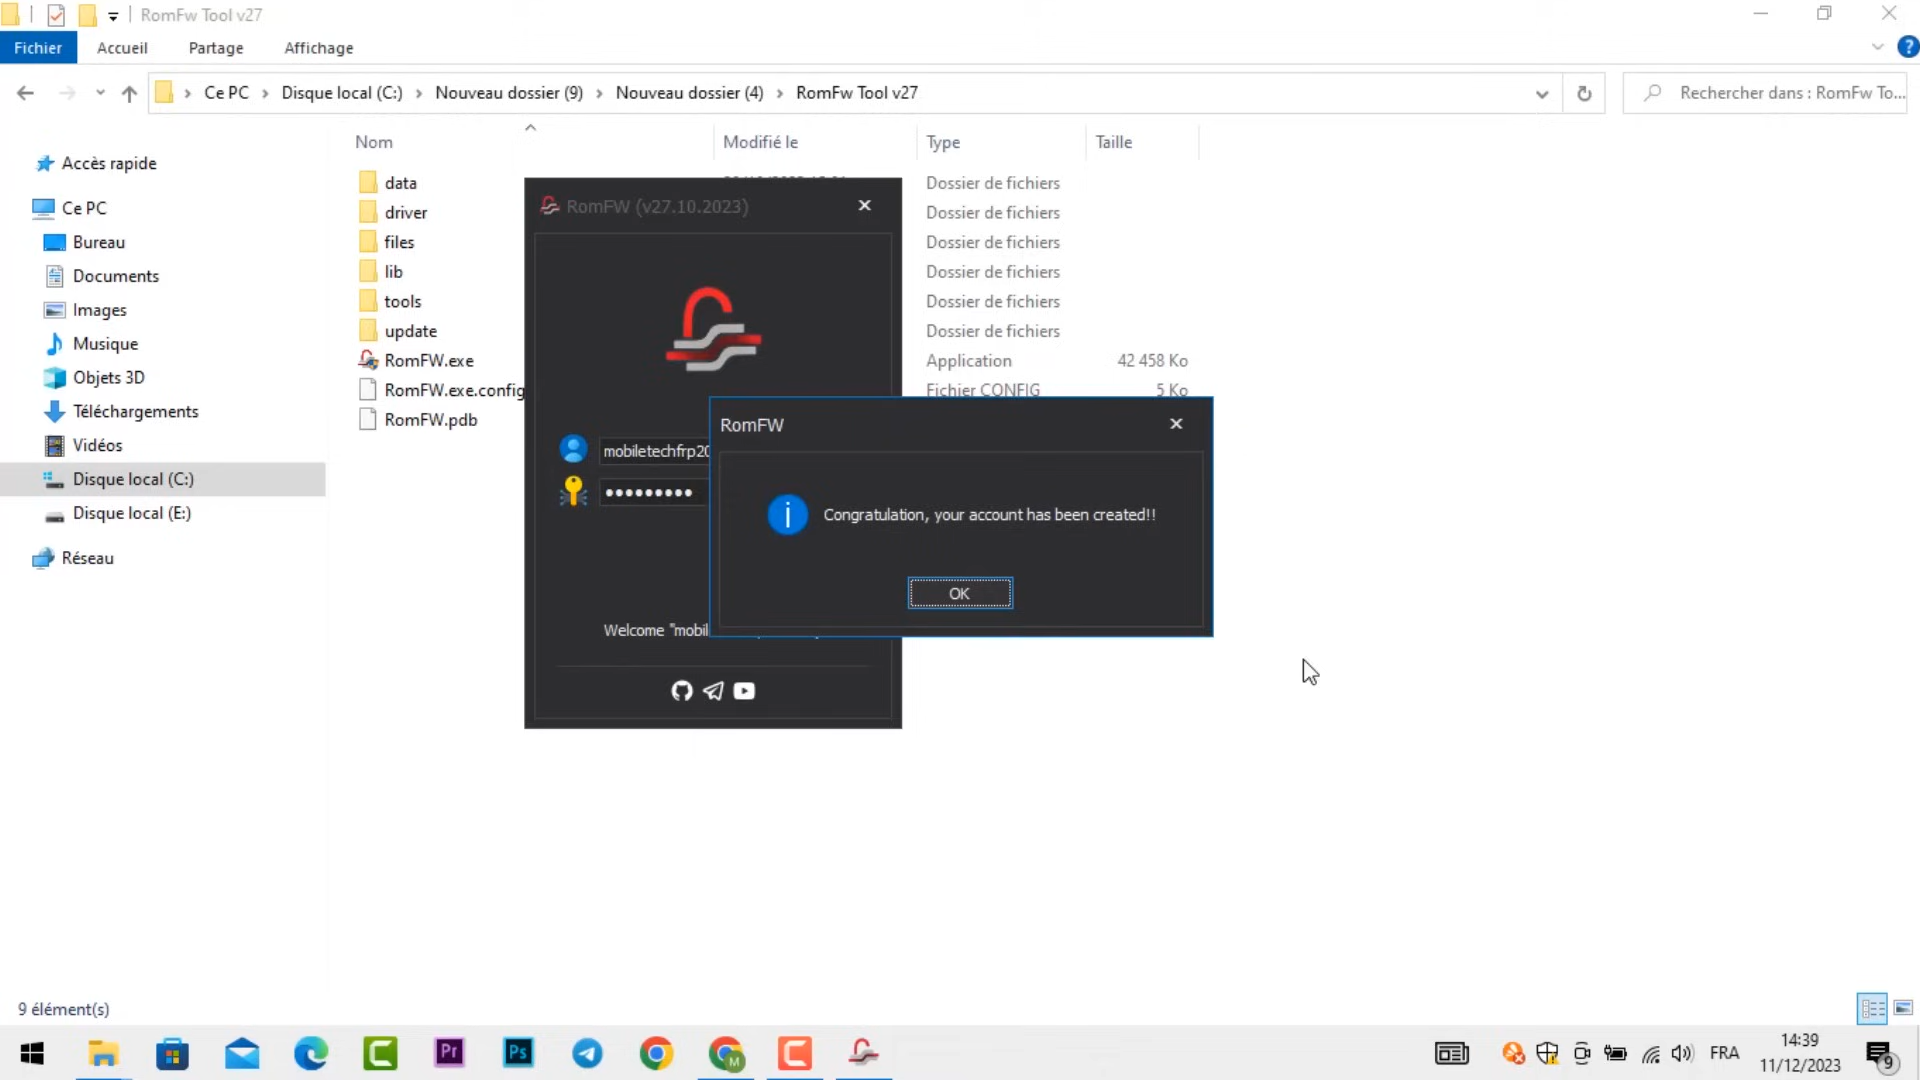 RomFw Tool v27
Fichier Accueil Partage Affichage
Ce PC Disque local (C:) Nouveau dossier (9) Nouveau dossier (4) RomFw Tool v27
Rechercher dans : RomFw To...
Nom Modifié le Type Taille
Accès rapide
Ce PC
Bureau
Documents
Images
Musique
Objets 3D
Téléchargements
Vidéos
Disque local (C:)
Disque local (E:)
Réseau
data Dossier de fichiers
driver Dossier de fichiers
files Dossier de fichiers
lib Dossier de fichiers
tools Dossier de fichiers
update Dossier de fichiers
RomFW.exe Application 42 458 Ko
RomFW.exe.config Fichier CONFIG 5 Ko
RomFW.pdb
RomFW (v27.10.2023)
mobiletechfrp20
Welcome "mobil
RomFW
Congratulation, your account has been created!!
OK
9 élément(s)
Pr
Ps
M
FRA
14:39
11/12/2023
9